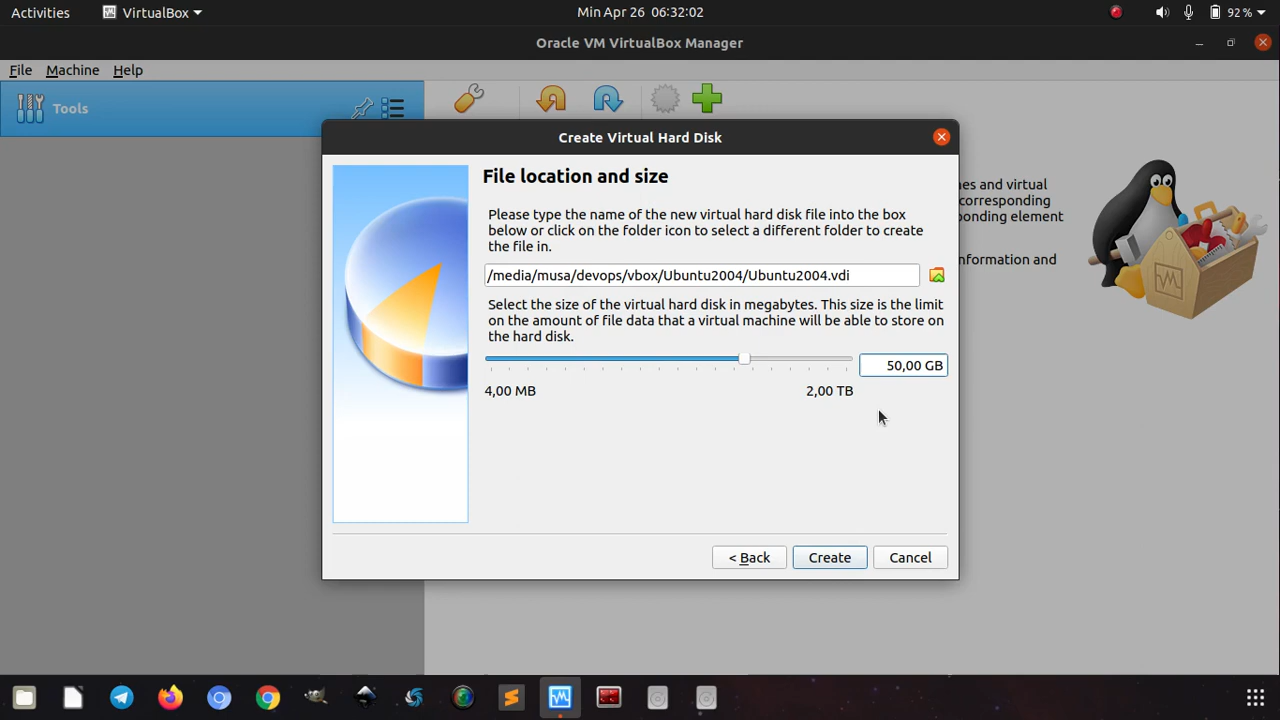 Activities VirtualBox Min Apr 26 06:32:02 92 %
Oracle VM VirtualBox Manager
File Machine Help
Tools
Create Virtual Hard Disk
File location and size
Please type the name of the new virtual hard disk file into the box
below or click on the folder icon to select a different folder to create
the file in.
/media/musa/devops/vbox/Ubuntu2004/Ubuntu2004.vdi
Select the size of the virtual hard disk in megabytes. This size is the limit
on the amount of file data that a virtual machine will be able to store on
the hard disk.
50,00 GB
4,00 MB 2,00 TB
< Back Create Cancel
and virtual
corresponding
element
information and